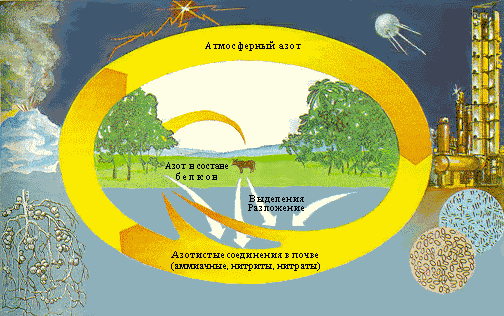 Атмосферный азот
Азот в составе
белков
Выделения
Разложение
Азотистые соединения в почве
(аммиачные, нитриты, нитраты)